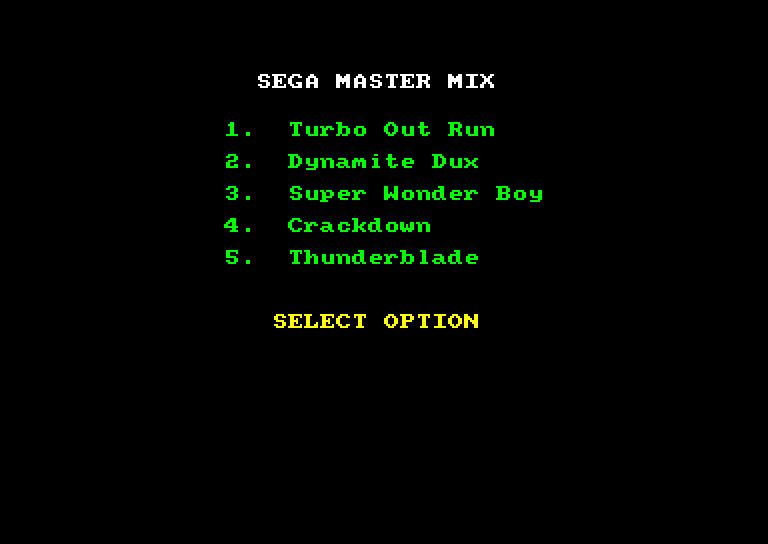 SEGA MASTER MIX
1. Turbo Out Run
2. Dynamite Dux
3. Super Wonder Boy
4. Crackdown
5. Thunderblade
SELECT OPTION